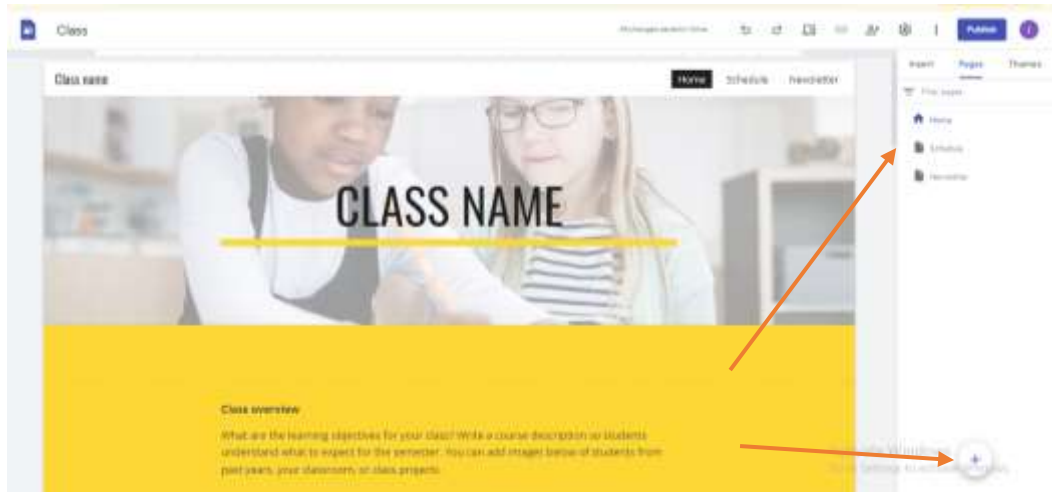 Class
Publish
Class name
Home Schedule Newsletter
Insert Pages Themes
Home
Schedule
Newsletter
CLASS NAME
Class overview
What are the learning objectives for your class? Write a course description so students
understand what to expect for the semester. You can add images below of students from
past years, your classroom, or class projects.
Windows